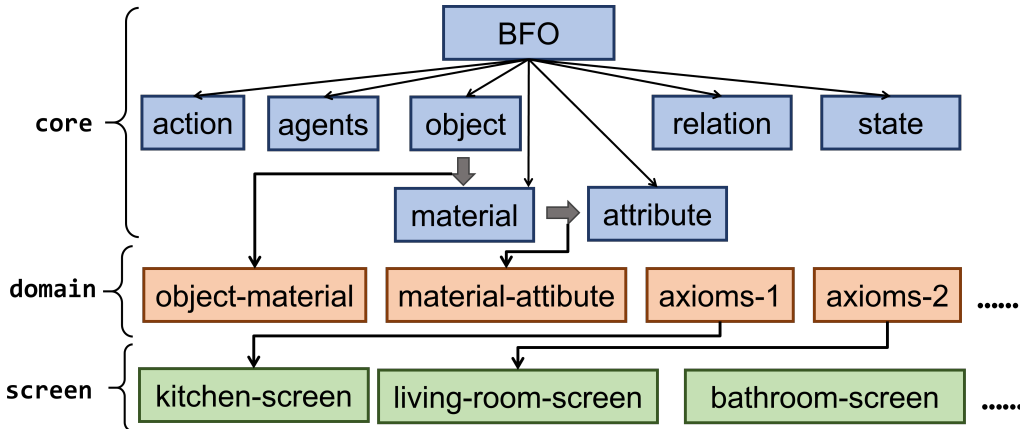 BFO
core
action
agents
object
relation
state
material
attribute
domain
object-material
material-attibute
axioms-1
axioms-2
......
screen
kitchen-screen
living-room-screen
bathroom-screen
......